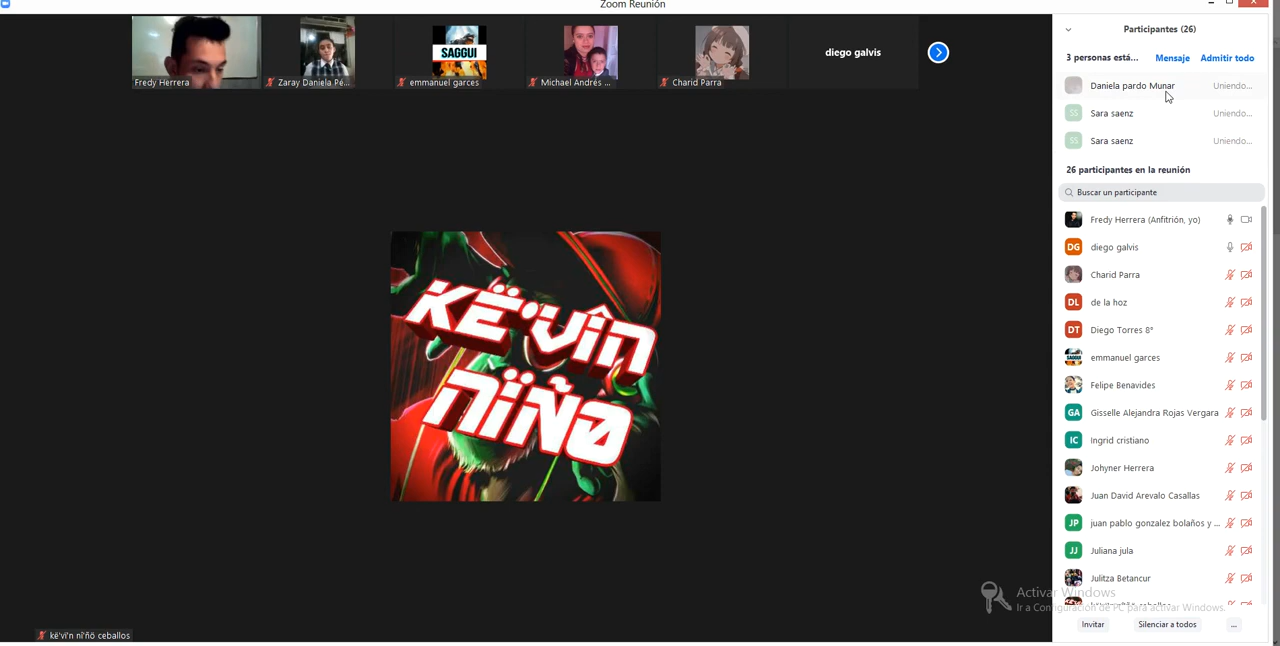 Zoom Reunión
Fredy Herrera
Zaray Daniela Pé...
emmanuel garces
SAGGUI
Michael Andrés ...
Charid Parra
diego galvis
KË'VÎN
NÏÑO
kë'vï'n nï'ñö ceballos
Participantes (26)
3 personas está...
Mensaje
Admitir todo
Daniela pardo Munar
Uniendo...
SS
Sara saenz
Uniendo...
SS
Sara saenz
Uniendo...
26 participantes en la reunión
Buscar un participante
Fredy Herrera (Anfitrión, yo)
DG
diego galvis
Charid Parra
DL
de la hoz
DT
Diego Torres 8°
emmanuel garces
Felipe Benavides
GA
Gisselle Alejandra Rojas Vergara
IC
Ingrid cristiano
Johyner Herrera
Juan David Arevalo Casallas
JP
juan pablo gonzalez bolaños y ...
JJ
Juliana jula
Julitza Betancur
Activar Windows
Ir a Configuración de PC para activar Windows.
Invitar
Silenciar a todos
...